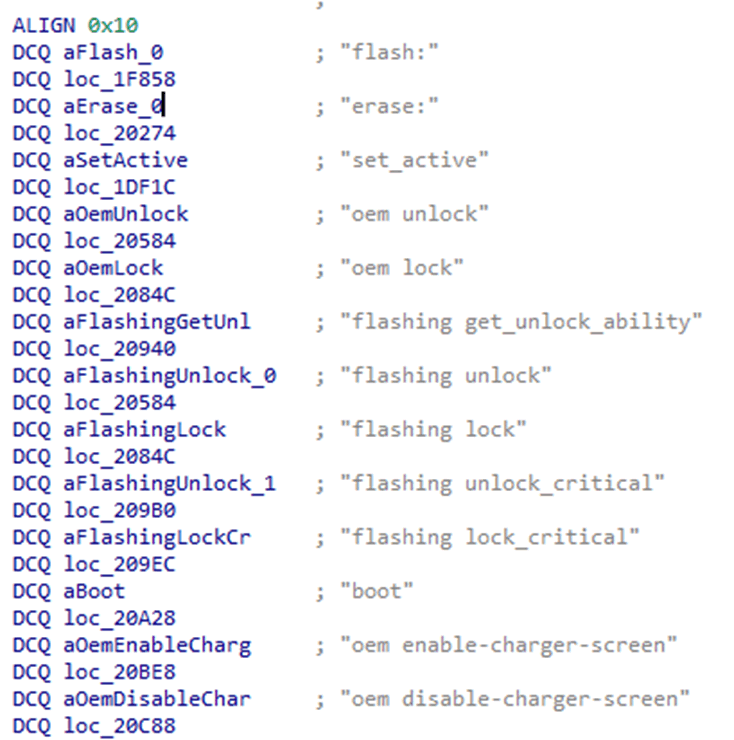 ALIGN 0x10
DCQ aFlash_0 ; "flash:"
DCQ loc_1F858
DCQ aErase_0 ; "erase:"
DCQ loc_20274
DCQ aSetActive ; "set_active"
DCQ loc_1DF1C
DCQ aOemUnlock ; "oem unlock"
DCQ loc_20584
DCQ aOemLock ; "oem lock"
DCQ loc_2084C
DCQ aFlashingGetUnl ; "flashing get_unlock_ability"
DCQ loc_20940
DCQ aFlashingUnlock_0 ; "flashing unlock"
DCQ loc_20584
DCQ aFlashingLock ; "flashing lock"
DCQ loc_2084C
DCQ aFlashingUnlock_1 ; "flashing unlock_critical"
DCQ loc_209B0
DCQ aFlashingLockCr ; "flashing lock_critical"
DCQ loc_209EC
DCQ aBoot ; "boot"
DCQ loc_20A28
DCQ aOemEnableCharg ; "oem enable-charger-screen"
DCQ loc_20BE8
DCQ aOemDisableChar ; "oem disable-charger-screen"
DCQ loc_20C88